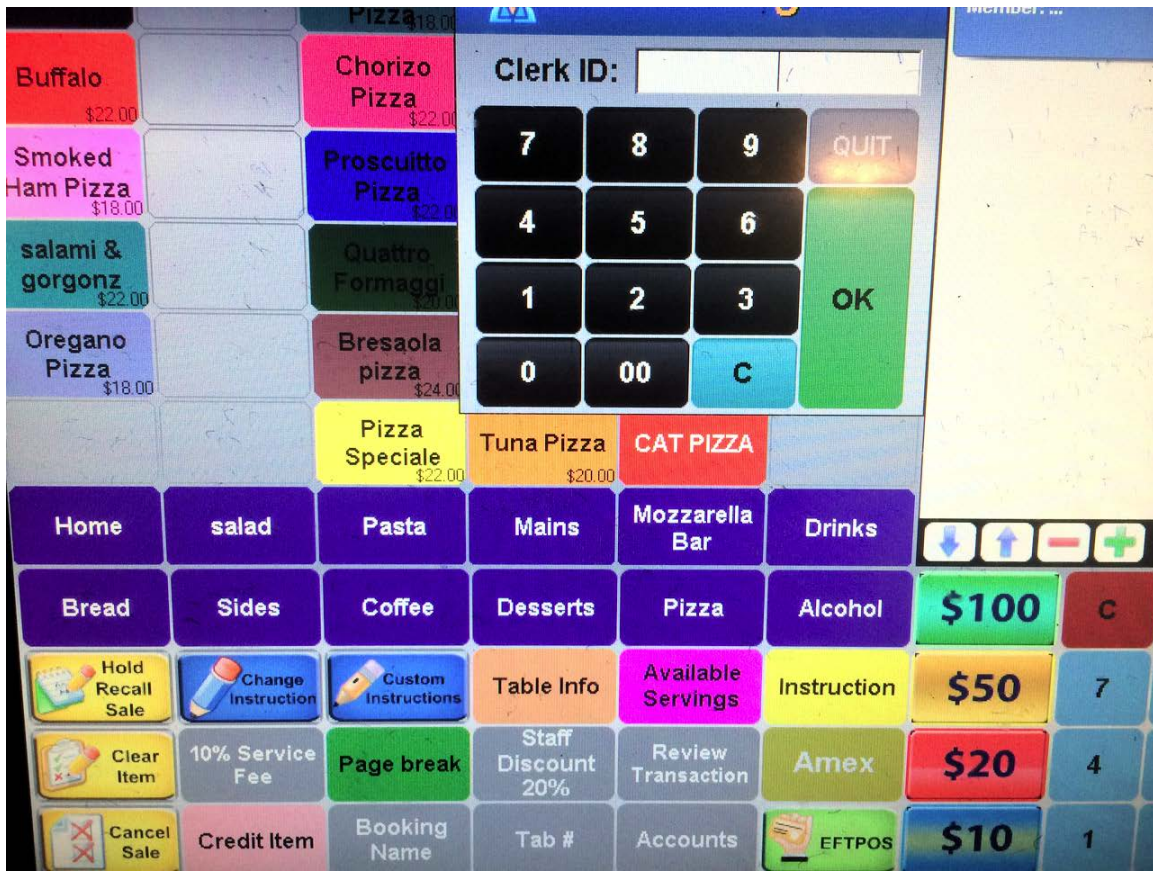 Pizza
$18.00
Member: ...
Buffalo
$22.00
Chorizo
Pizza
$22.00
Clerk ID:
7
8
9
QUIT
Smoked
Ham Pizza
$18.00
Proscuitto
Pizza
$22.00
4
5
6
salami &
gorgonz
$22.00
Quattro
Formaggi
$20.00
1
2
3
OK
Oregano
Pizza
$18.00
Bresaola
pizza
$24.00
0
00
C
Pizza
Speciale
$22.00
Tuna Pizza
$20.00
CAT PIZZA
Home
salad
Pasta
Mains
Mozzarella
Bar
Drinks
Bread
Sides
Coffee
Desserts
Pizza
Alcohol
$100
C
Hold
Recall
Sale
Change
Instruction
Custom
Instructions
Table Info
Available
Servings
Instruction
$50
7
Clear
Item
10% Service
Fee
Page break
Staff
Discount
20%
Review
Transaction
Amex
$20
4
Cancel
Sale
Credit Item
Booking
Name
Tab #
Accounts
EFTPOS
$10
1